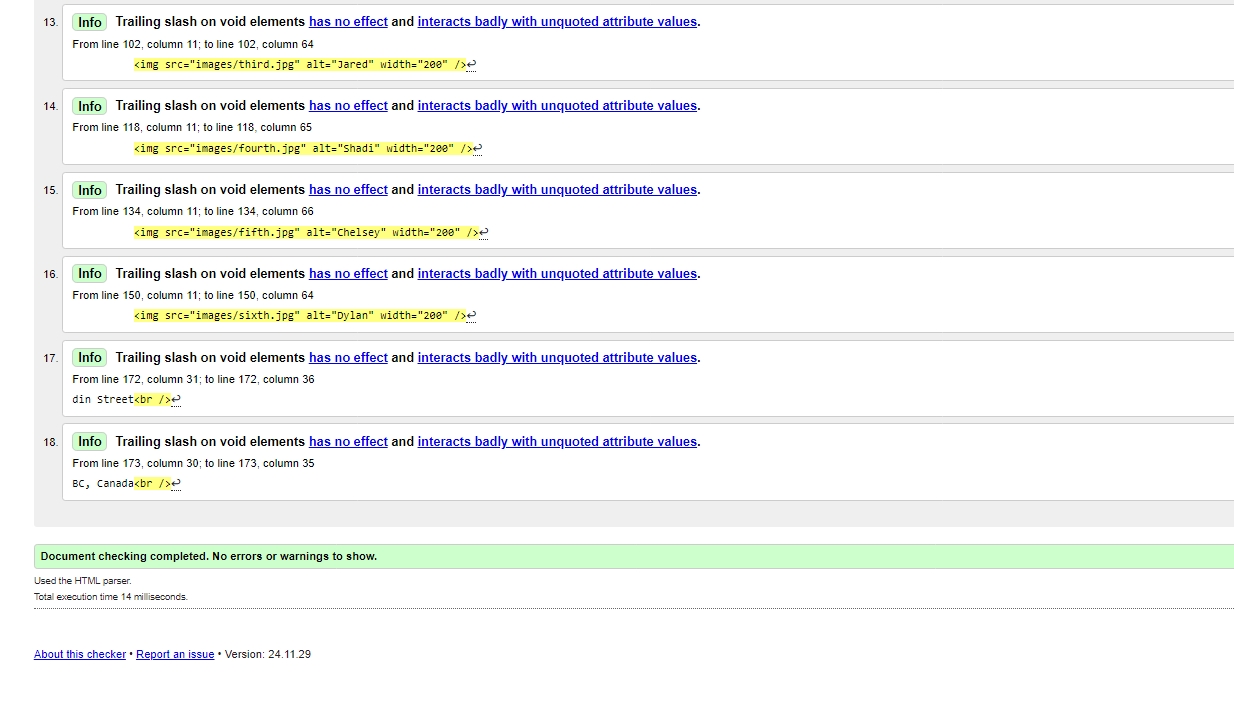 13. Info Trailing slash on void elements has no effect and interacts badly with unquoted attribute values.
From line 102, column 11; to line 102, column 64
<img src="images/third.jpg" alt="Jared" width="200" />↩
14. Info Trailing slash on void elements has no effect and interacts badly with unquoted attribute values.
From line 118, column 11; to line 118, column 65
<img src="images/fourth.jpg" alt="Shadi" width="200" />↩
15. Info Trailing slash on void elements has no effect and interacts badly with unquoted attribute values.
From line 134, column 11; to line 134, column 66
<img src="images/fifth.jpg" alt="Chelsey" width="200" />↩
16. Info Trailing slash on void elements has no effect and interacts badly with unquoted attribute values.
From line 150, column 11; to line 150, column 64
<img src="images/sixth.jpg" alt="Dylan" width="200" />↩
17. Info Trailing slash on void elements has no effect and interacts badly with unquoted attribute values.
From line 172, column 31; to line 172, column 36
din Street<br />↩
18. Info Trailing slash on void elements has no effect and interacts badly with unquoted attribute values.
From line 173, column 30; to line 173, column 35
BC, Canada<br />↩
Document checking completed. No errors or warnings to show.
Used the HTML parser.
Total execution time 14 milliseconds.
About this checker • Report an issue • Version: 24.11.29